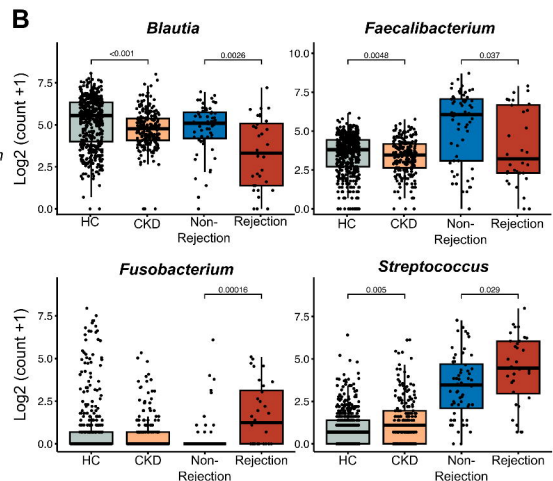 B
Blautia
Faecalibacterium
<.001
0.0026
0.0048
0.037
Log2 (count +1)
7.5
5.0
2.5
0.0
10.0
7.5
5.0
2.5
0.0
HC
CKD
Non-
Rejection
Rejection
HC
CKD
Non-
Rejection
Rejection
Fusobacterium
Streptococcus
0.00016
0.005
0.029
Log2 (count +1)
7.5
5.0
2.5
0.0
7.5
5.0
2.5
0.0
HC
CKD
Non-
Rejection
Rejection
HC
CKD
Non-
Rejection
Rejection